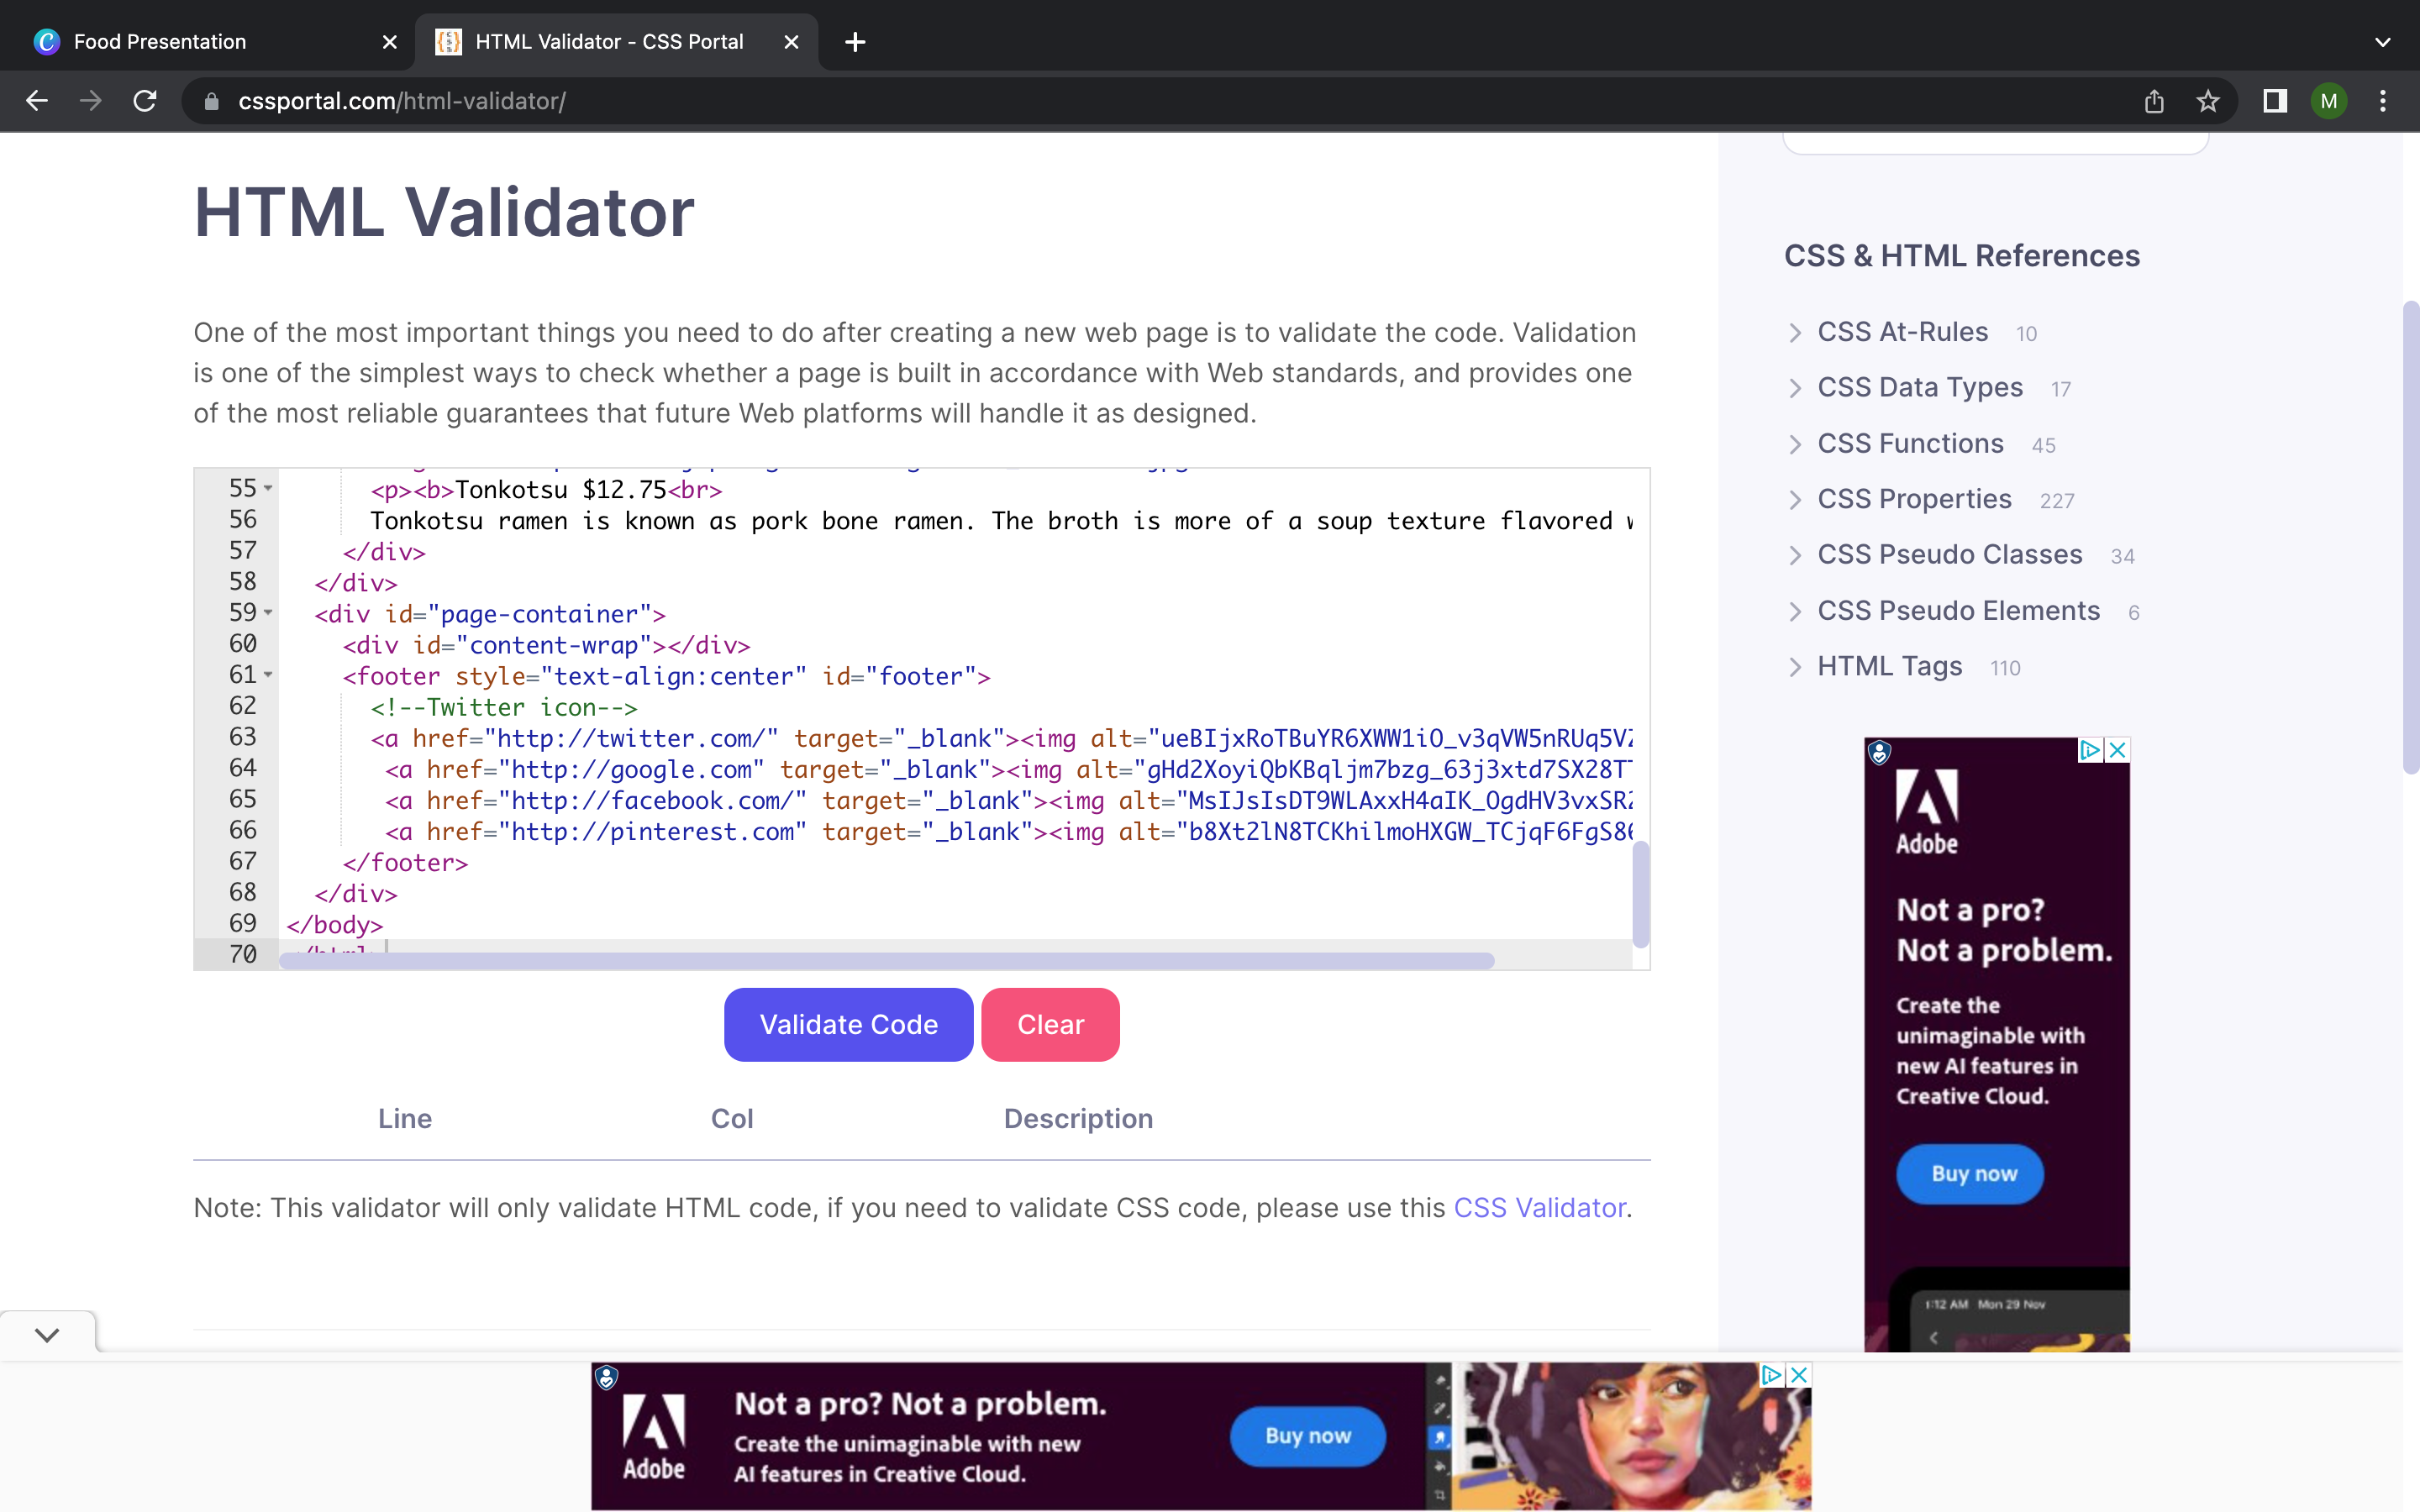 Food Presentation
HTML Validator - CSS Portal
cssportal.com/html-validator/
M
HTML Validator
One of the most important things you need to do after creating a new web page is to validate the code. Validation
is one of the simplest ways to check whether a page is built in accordance with Web standards, and provides one
of the most reliable guarantees that future Web platforms will handle it as designed.
55 <p><b>Tonkotsu $12.75<br>
56 Tonkotsu ramen is known as pork bone ramen. The broth is more of a soup texture flavored
57 </div>
58 </div>
59 <div id="page-container">
60 <div id="content-wrap"></div>
61 <footer style="text-align:center" id="footer">
62 <!--Twitter icon-->
63 <a href="http://twitter.com/" target="_blank"><img alt="ueBIjxRoTBuYR6XWW1iO_v3qVW5nRUq5VZ
64 <a href="http://google.com" target="_blank"><img alt="gHd2XoyiQbKBqljm7bzg_63j3xtd7SX28T
65 <a href="http://facebook.com/" target="_blank"><img alt="MsIJsIsDT9WLAxxH4aIK_OgdHV3vxSR2
66 <a href="http://pinterest.com" target="_blank"><img alt="b8Xt2lN8TCKhilmoHXGW_TCjqF6FgS86
67 </footer>
68 </div>
69 </body>
70
Validate Code
Clear
Line Col Description
Note: This validator will only validate HTML code, if you need to validate CSS code, please use this CSS Validator.
CSS & HTML References
CSS At-Rules 10
CSS Data Types 17
CSS Functions 45
CSS Properties 227
CSS Pseudo Classes 34
CSS Pseudo Elements 6
HTML Tags 110
Adobe
Not a pro?
Not a problem.
Create the
unimaginable with
new AI features in
Creative Cloud.
Buy now
1:12 AM Mon 29 Nov
Adobe
Not a pro? Not a problem.
Create the unimaginable with new
AI features in Creative Cloud.
Buy now